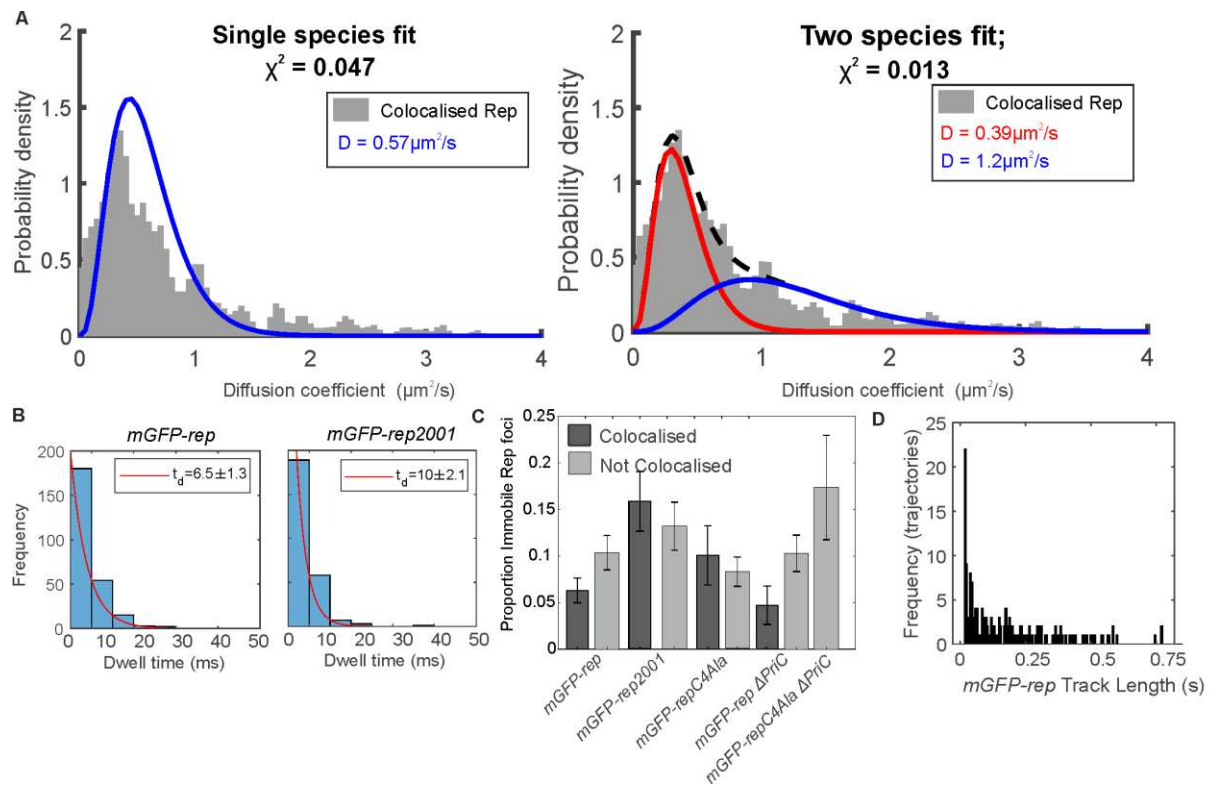 A
Single species fit
χ² = 0.047
Colocalised Rep
D = 0.57µm²/s
2
1.5
1
0.5
0
Probability density
0 1 2 3 4
Diffusion coefficient (µm²/s)
Two species fit;
χ² = 0.013
Colocalised Rep
D = 0.39µm²/s
D = 1.2µm²/s
2
1.5
1
0.5
0
Probability density
0 1 2 3 4
Diffusion coefficient (µm²/s)
B
mGFP-rep
t_d=6.5±1.3
200
150
100
50
0
Frequency
0 10 20 30 40 50
Dwell time (ms)
mGFP-rep2001
t_d=10±2.1
0 10 20 30 40 50
Dwell time (ms)
C
0.25
0.2
0.15
0.1
0.05
0
Proportion Immobile Rep foci
Colocalised
Not Colocalised
mGFP-rep
mGFP-rep2001
mGFP-repC4Ala
mGFP-rep ΔPriC
mGFP-repC4Ala ΔPriC
D
25
20
15
10
5
0
Frequency (trajectories)
0 0.25 0.5 0.75
mGFP-rep Track Length (s)